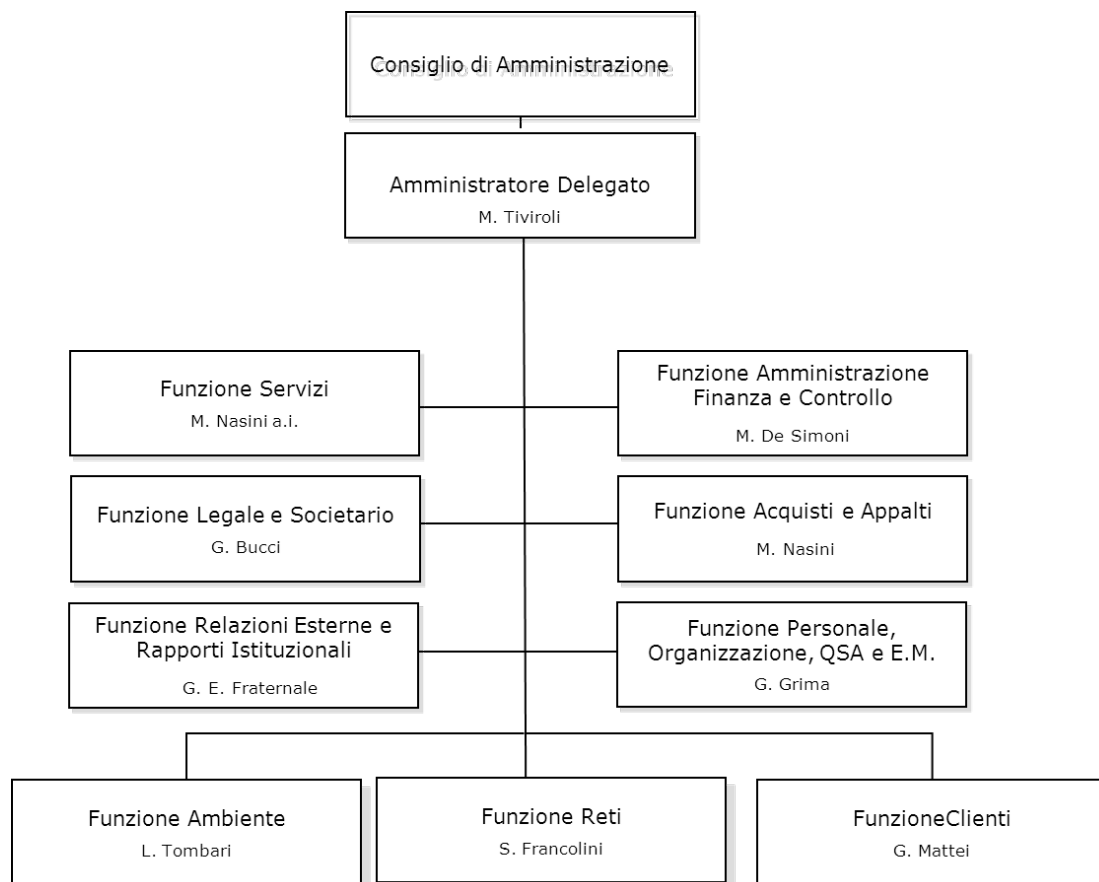 Consiglio di Amministrazione
Amministratore Delegato
M. Tiviroli
Funzione Servizi
M. Nasini a.i.
Funzione Amministrazione
Finanza e Controllo
M. De Simoni
Funzione Legale e Societario
G. Bucci
Funzione Acquisti e Appalti
M. Nasini
Funzione Relazioni Esterne e
Rapporti Istituzionali
G. E. Fraternale
Funzione Personale,
Organizzazione, QSA e E.M.
G. Grima
Funzione Ambiente
L. Tombari
Funzione Reti
S. Francolini
FunzioneClienti
G. Mattei